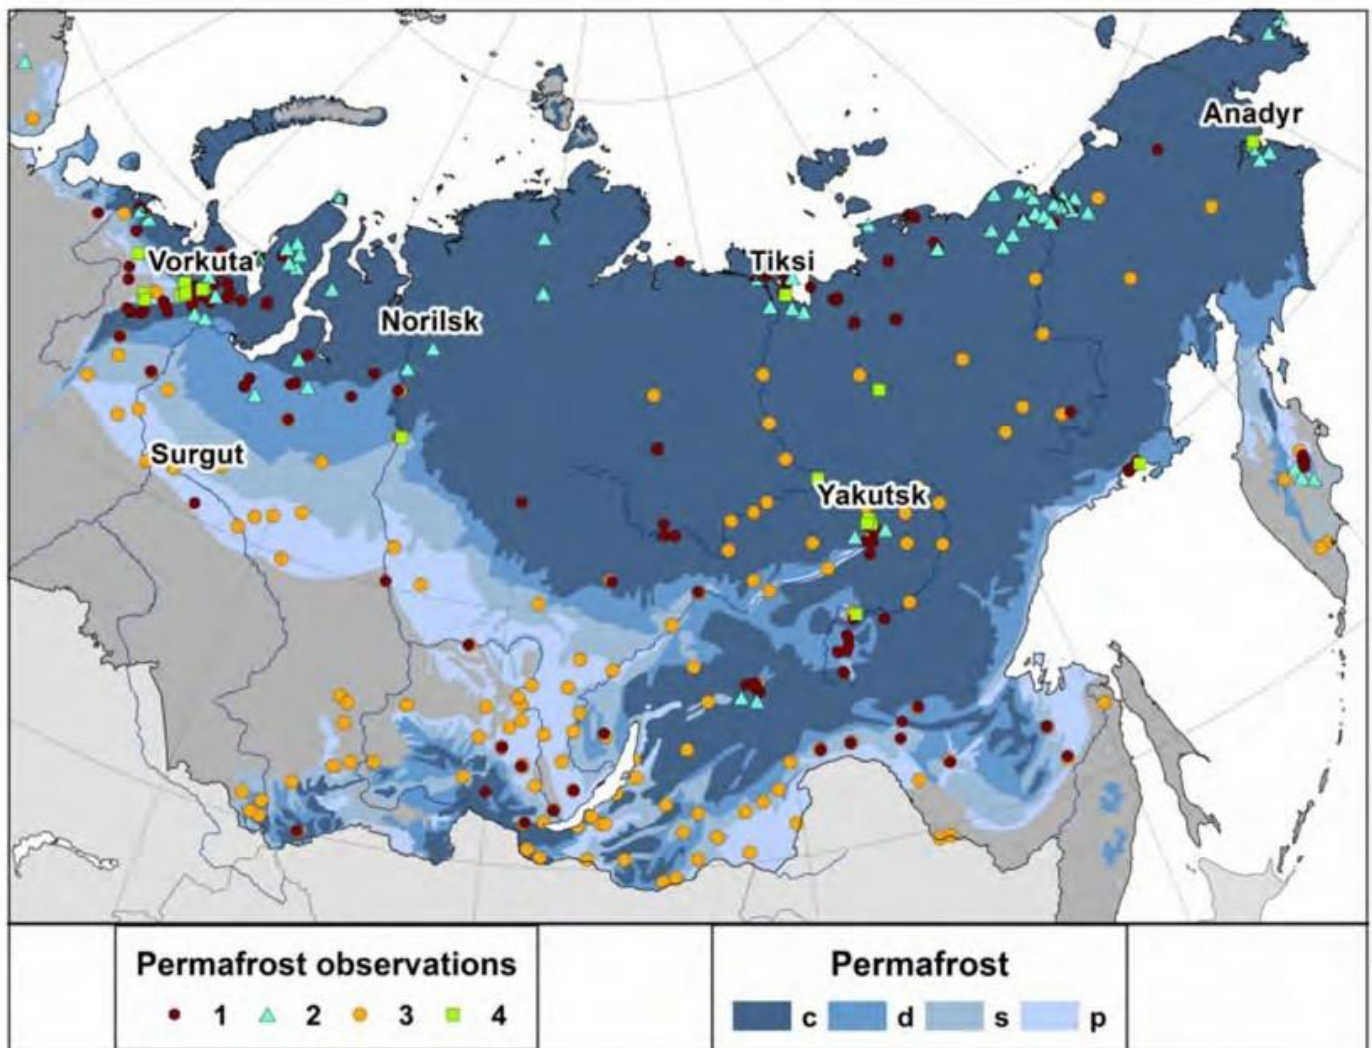 Anadyr
Vorkuta
Tiksi
Norilsk
Surgut
Yakutsk
Permafrost observations
1 2 3 4
Permafrost
c d s p